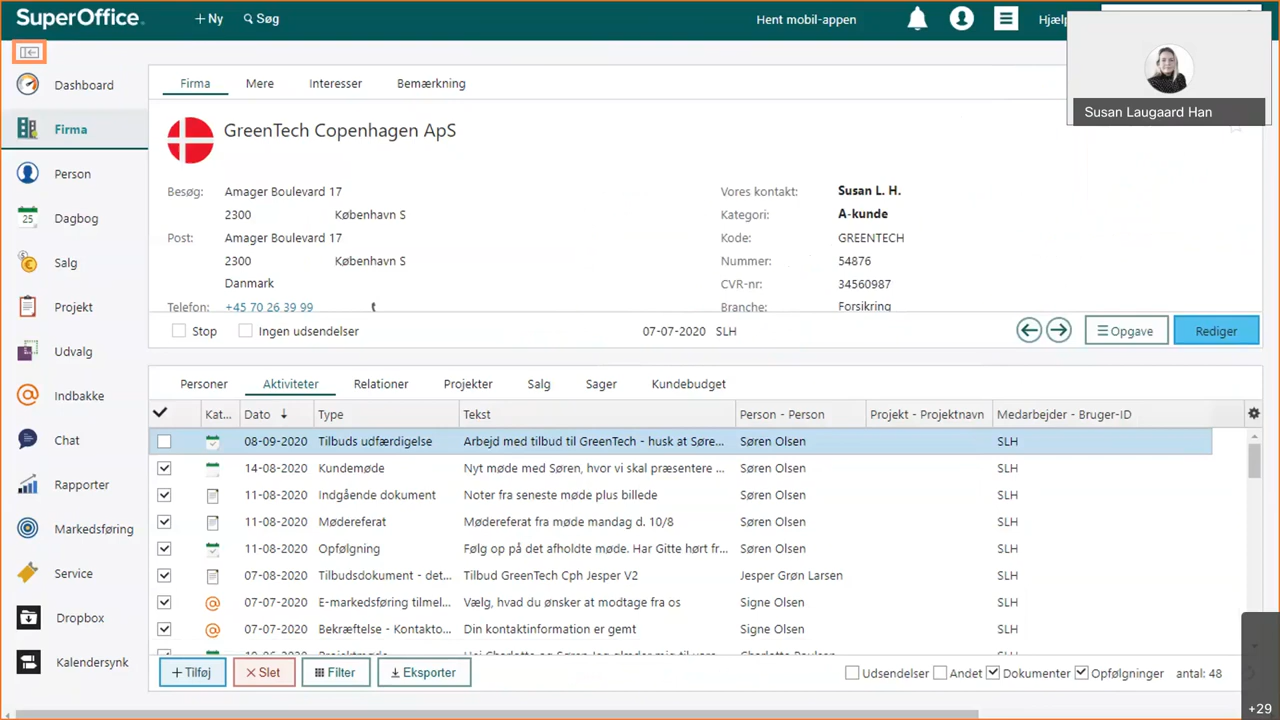 SuperOffice.
+ Ny
Søg
Hent mobil-appen
Hjælp
Susan Laugaard Han
Dashboard
Firma
Person
25
Dagbog
Salg
Projekt
Udvalg
Indbakke
Chat
Rapporter
Markedsføring
Service
Dropbox
Kalendersynk
Firma Mere Interesser Bemærkning
GreenTech Copenhagen ApS
Besøg: Amager Boulevard 17
2300 København S
Post: Amager Boulevard 17
2300 København S
Danmark
Telefon: +45 70 26 39 99
Vores kontakt: Susan L. H.
Kategori: A-kunde
Kode: GREENTECH
Nummer: 54876
CVR-nr: 34560987
Branche: Forsikring
Stop Ingen udsendelser 07-07-2020 SLH Opgave Rediger
Personer Aktiviteter Relationer Projekter Salg Sager Kundebudget
Kat... Dato Type Tekst Person - Person Projekt - Projektnavn Medarbejder - Bruger-ID
08-09-2020 Tilbuds udfærdigelse Arbejd med tilbud til GreenTech - husk at Søre... Søren Olsen SLH
14-08-2020 Kundemøde Nyt møde med Søren, hvor vi skal præsentere ... Søren Olsen SLH
11-08-2020 Indgående dokument Noter fra seneste møde plus billede Søren Olsen SLH
11-08-2020 Mødereferat Mødereferat fra møde mandag d. 10/8 Søren Olsen SLH
11-08-2020 Opfølgning Følg op på det afholdte møde. Har Gitte hørt fr... Søren Olsen SLH
07-08-2020 Tilbudsdokument - det... Tilbud GreenTech Cph Jesper V2 Jesper Grøn Larsen SLH
07-07-2020 E-markedsføring tilmel... Vælg, hvad du ønsker at modtage fra os Signe Olsen SLH
07-07-2020 Bekræftelse - Kontakto... Din kontaktinformation er gemt Signe Olsen SLH
+ Tilføj Slet Filter Eksporter Udsendelser Andet Dokumenter Opfølgninger antal: 48
+29